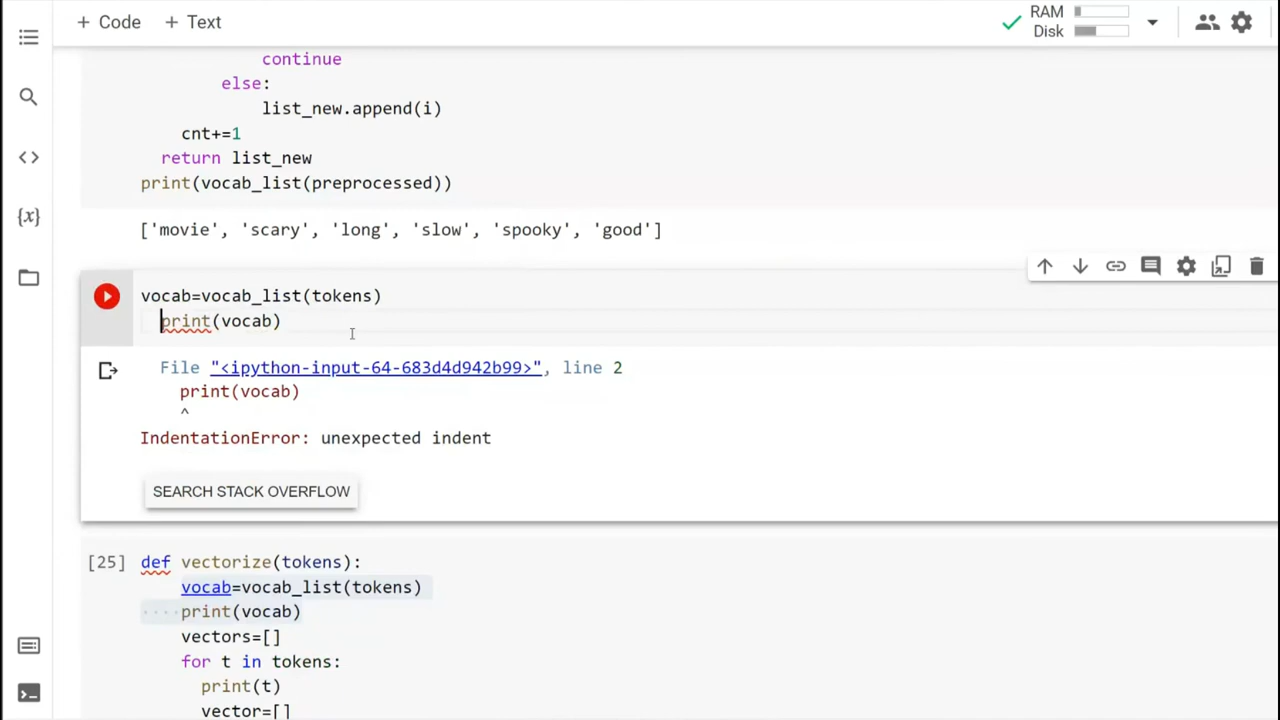 + Code + Text
RAM
Disk
continue
else:
list_new.append(i)
cnt+=1
return list_new
print(vocab_list(preprocessed))
['movie', 'scary', 'long', 'slow', 'spooky', 'good']
vocab=vocab_list(tokens)
print(vocab)
File "<ipython-input-64-683d4d942b99>", line 2
print(vocab)
^
IndentationError: unexpected indent
SEARCH STACK OVERFLOW
[25] def vectorize(tokens):
vocab=vocab_list(tokens)
print(vocab)
vectors=[]
for t in tokens:
print(t)
vector=[]